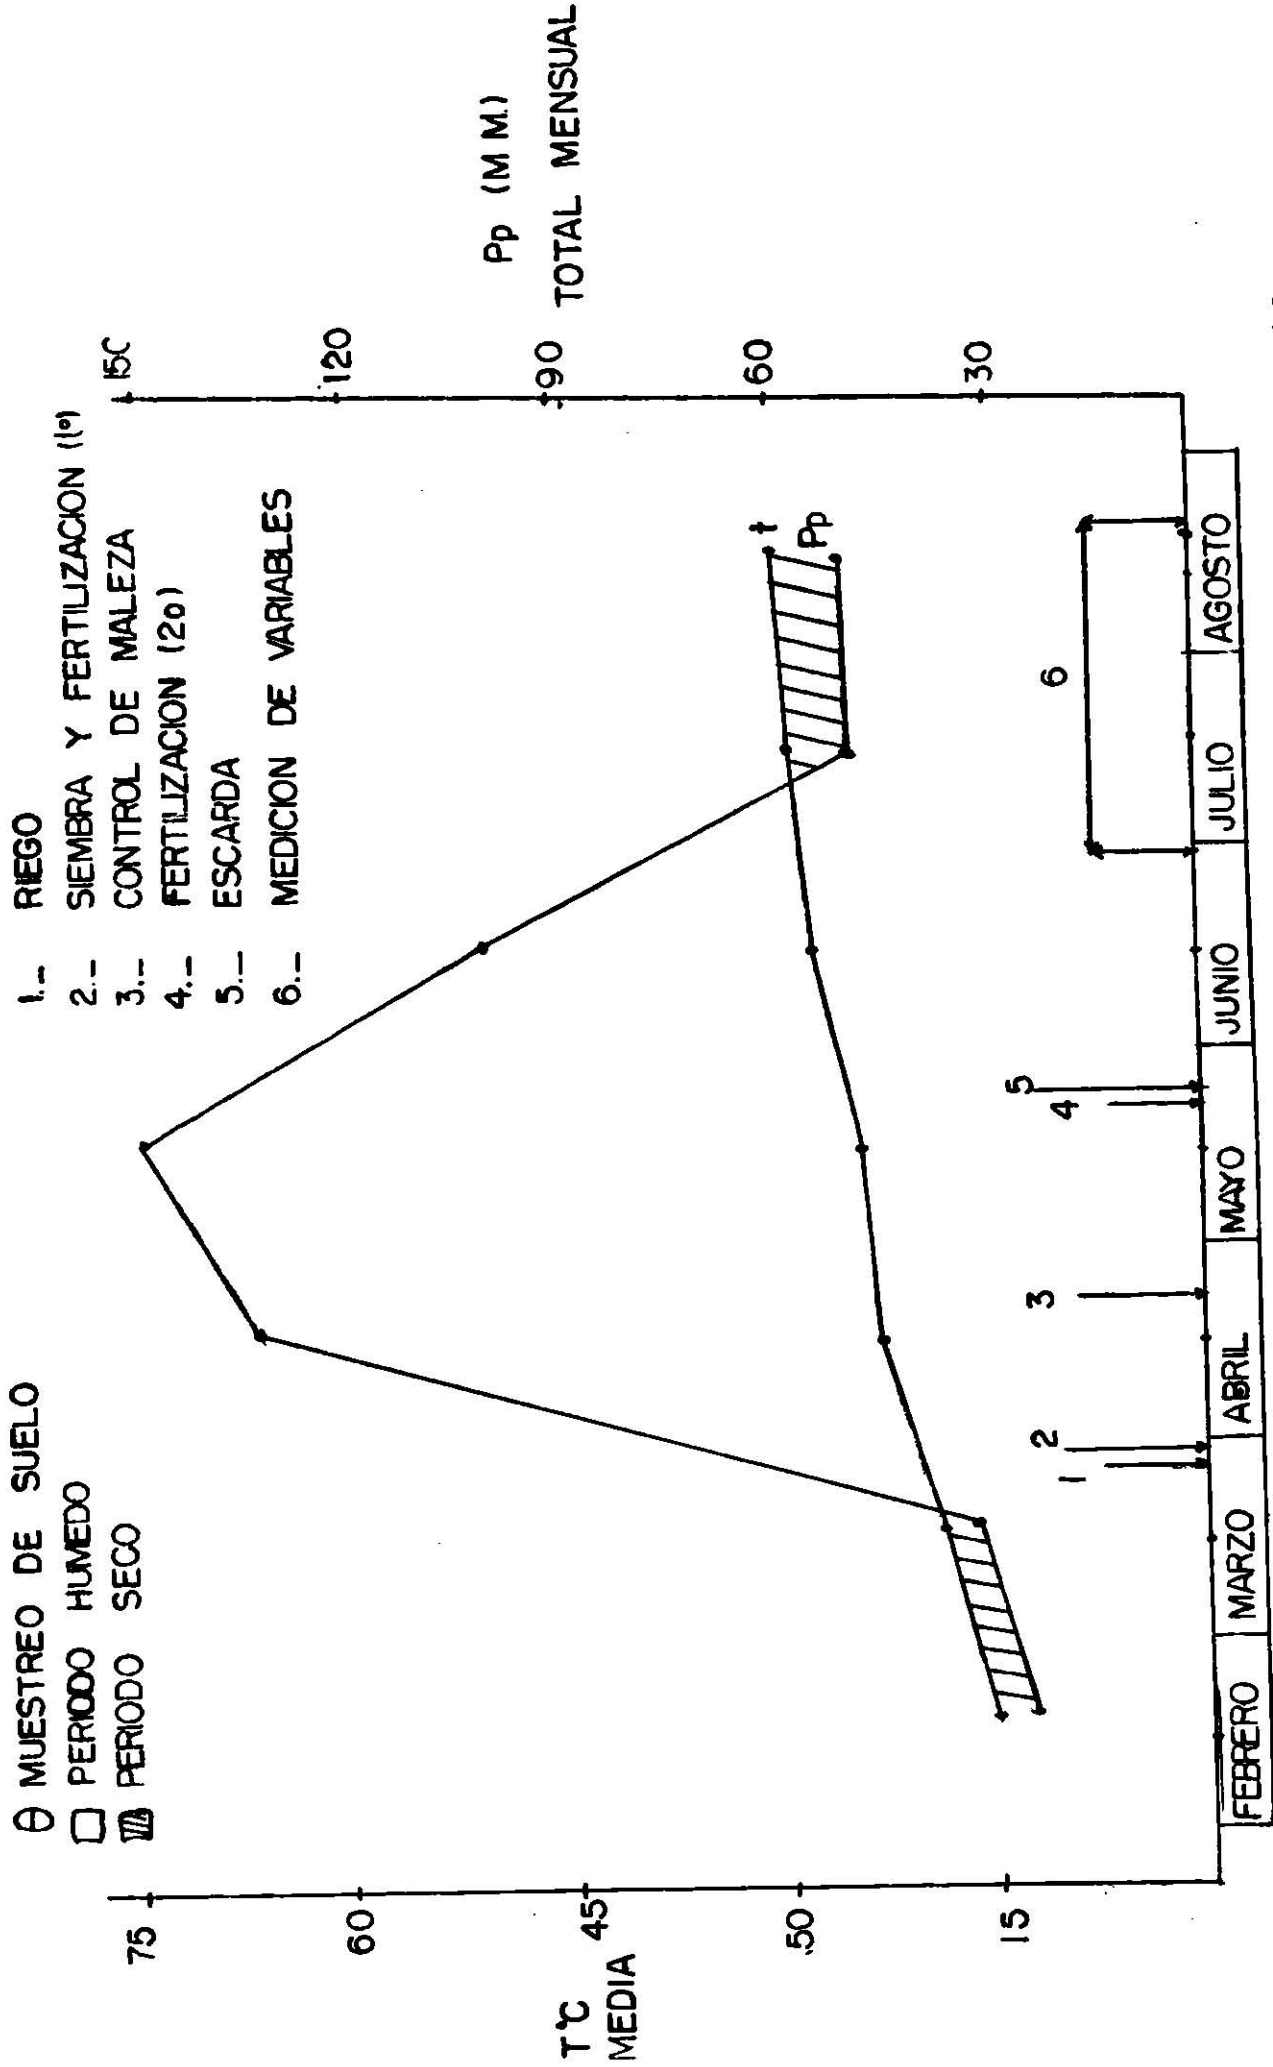 θ MUESTREO DE SUELO
PERIODO HUMEDO
PERIODO SECO
1.- RIEGO
2.- SIEMBRA Y FERTILIZACION (1º)
3.- CONTROL DE MALEZA
4.- FERTILIZACION (2o)
5.- ESCARDA
6.- MEDICION DE VARIABLES
75
60
45
.50
15
T°C
MEDIA
15C
120
90
60
30
Pp (M M.)
TOTAL MENSUAL
t
Pp
1
2
3
4
5
6
FEBRERO
MARZO
ABRIL
MAYO
JUNIO
JULIO
AGOSTO